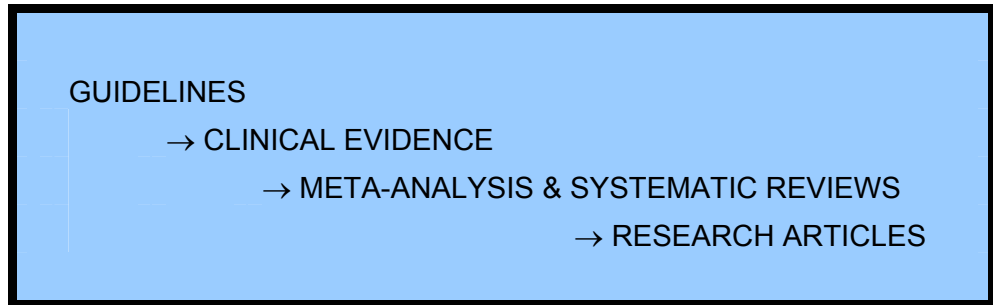 GUIDELINES
→ CLINICAL EVIDENCE
→ META-ANALYSIS & SYSTEMATIC REVIEWS
→ RESEARCH ARTICLES